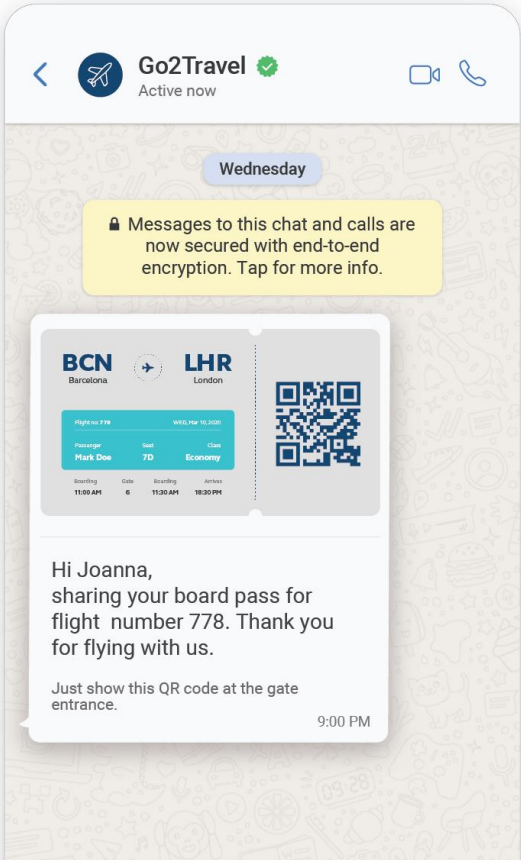 Go2Travel
Active now
Wednesday
Messages to this chat and calls are
now secured with end-to-end
encryption. Tap for more info.
BCN LHR
Barcelona London
Flight no: 778 WED, Mar 10, 2020
Passenger Seat Class
Mark Doe 7D Economy
Boarding Gate Boarding Arrives
11:00 AM 6 11:30 AM 18:30 PM
Hi Joanna,
sharing your board pass for
flight number 778. Thank you
for flying with us.
Just show this QR code at the gate
entrance.
9:00 PM